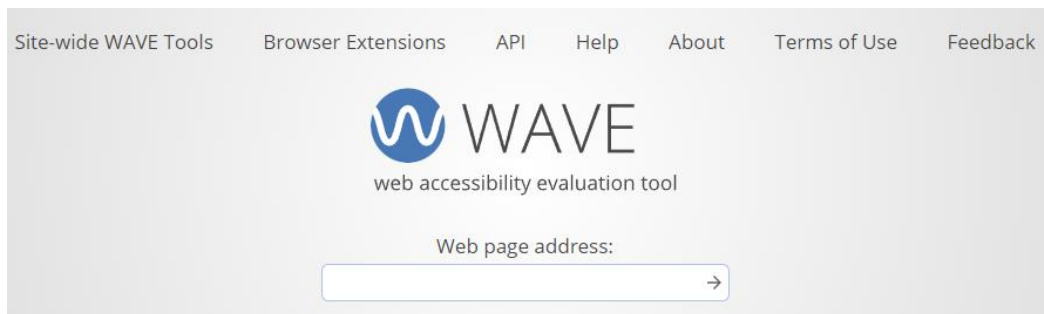 Site-wide WAVE Tools Browser Extensions API Help About Terms of Use Feedback
WAVE
web accessibility evaluation tool
Web page address: